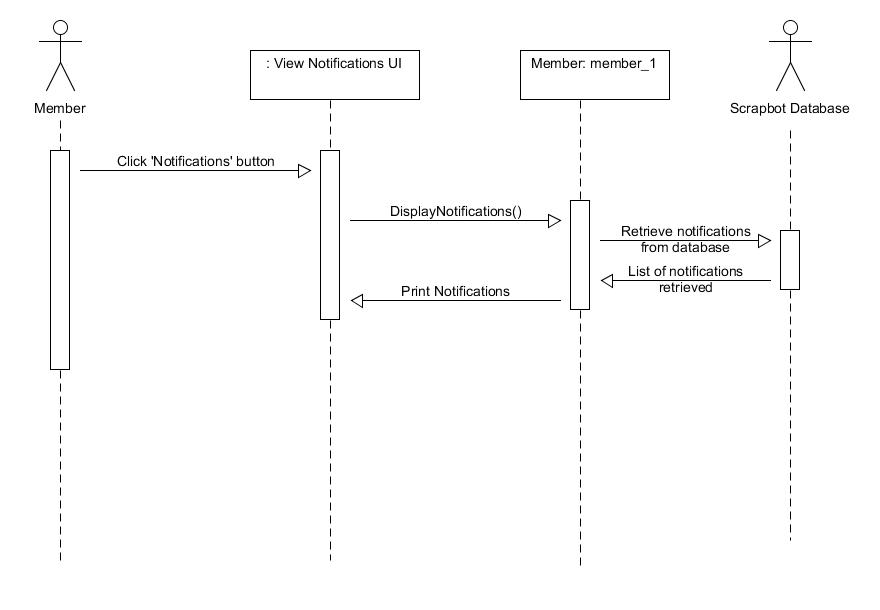 : View Notifications UI
Member: member_1
Member
Scrapbot Database
Click 'Notifications' button
DisplayNotifications()
Retrieve notifications
from database
List of notifications
retrieved
Print Notifications